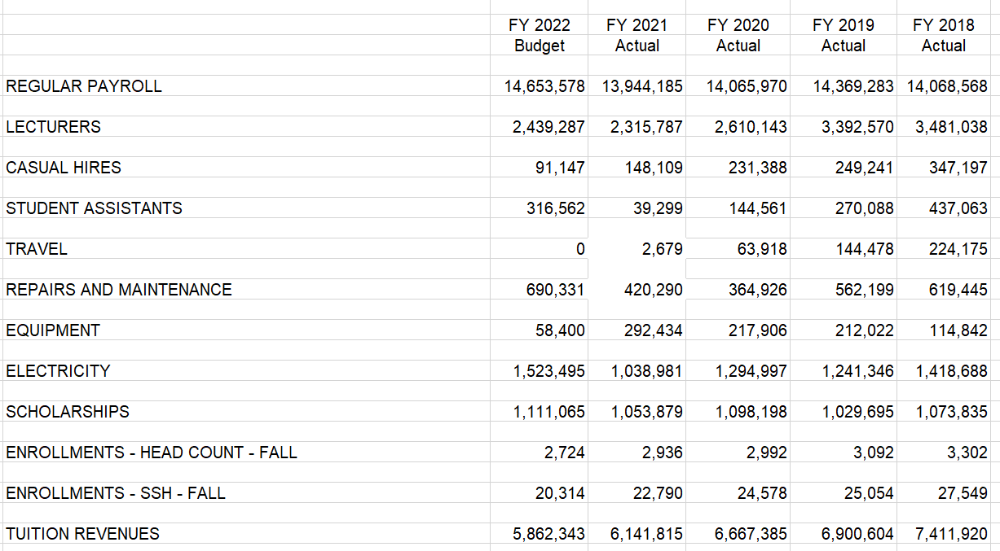 FY 2022 FY 2021 FY 2020 FY 2019 FY 2018
Budget Actual Actual Actual Actual
REGULAR PAYROLL 14,653,578 13,944,185 14,065,970 14,369,283 14,068,568
LECTURERS 2,439,287 2,315,787 2,610,143 3,392,570 3,481,038
CASUAL HIRES 91,147 148,109 231,388 249,241 347,197
STUDENT ASSISTANTS 316,562 39,299 144,561 270,088 437,063
TRAVEL 0 2,679 63,918 144,478 224,175
REPAIRS AND MAINTENANCE 690,331 420,290 364,926 562,199 619,445
EQUIPMENT 58,400 292,434 217,906 212,022 114,842
ELECTRICITY 1,523,495 1,038,981 1,294,997 1,241,346 1,418,688
SCHOLARSHIPS 1,111,065 1,053,879 1,098,198 1,029,695 1,073,835
ENROLLMENTS - HEAD COUNT - FALL 2,724 2,936 2,992 3,092 3,302
ENROLLMENTS - SSH - FALL 20,314 22,790 24,578 25,054 27,549
TUITION REVENUES 5,862,343 6,141,815 6,667,385 6,900,604 7,411,920